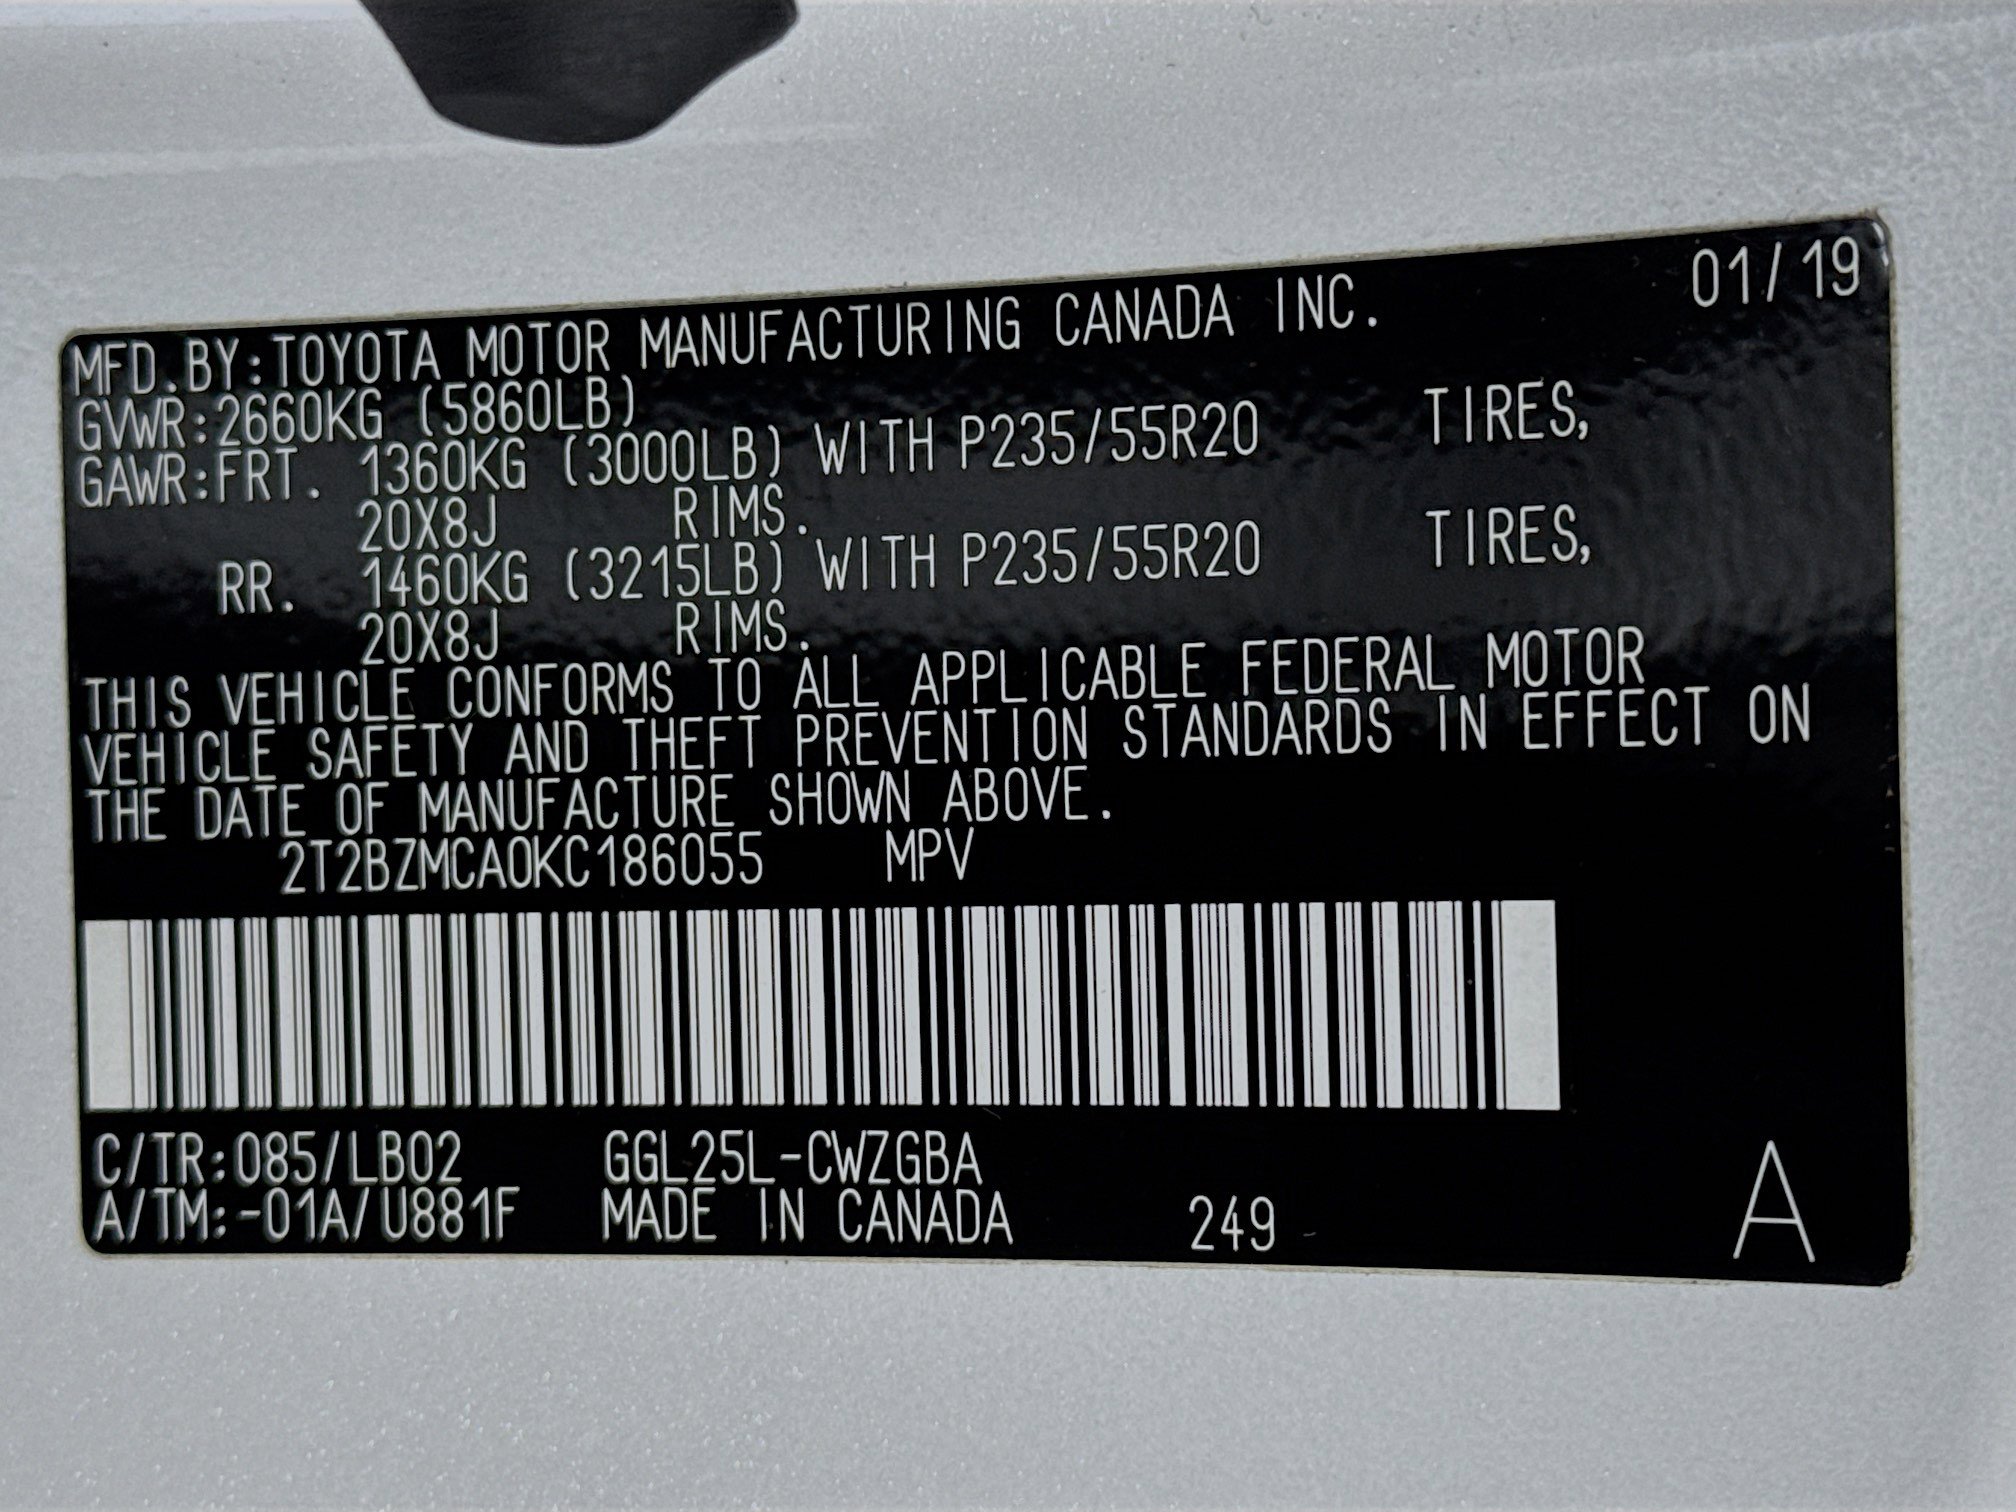 01/19
MFD.BY:TOYOTA MOTOR MANUFACTURING CANADA INC.
GVWR:2660KG (5860LB)
GAWR:FRT. 1360KG (3000LB) WITH P235/55R20 TIRES,
20X8J RIMS.
RR. 1460KG (3215LB) WITH P235/55R20 TIRES,
20X8J RIMS.
THIS VEHICLE CONFORMS TO ALL APPLICABLE FEDERAL MOTOR
VEHICLE SAFETY AND THEFT PREVENTION STANDARDS IN EFFECT ON
THE DATE OF MANUFACTURE SHOWN ABOVE.
2T2BZMCA0KC186055 MPV
C/TR:085/LB02 GGL25L-CWZGBA
A/TM:-01A/U881F MADE IN CANADA 249 A